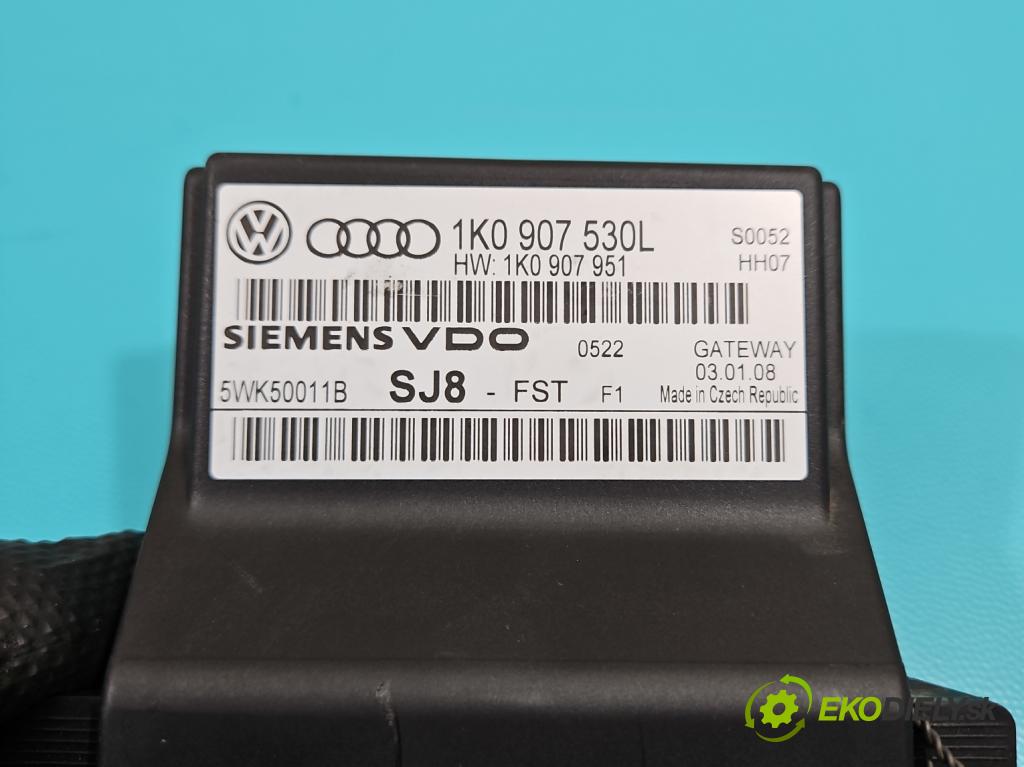 1K0 907 530L
S0052
HW: 1K0 907 951
HH07
SIEMENS VDO
0522
GATEWAY
03.01.08
5WK50011B
SJ8 - FST
F1
Made in Czech Republic
EKODIELY.sk